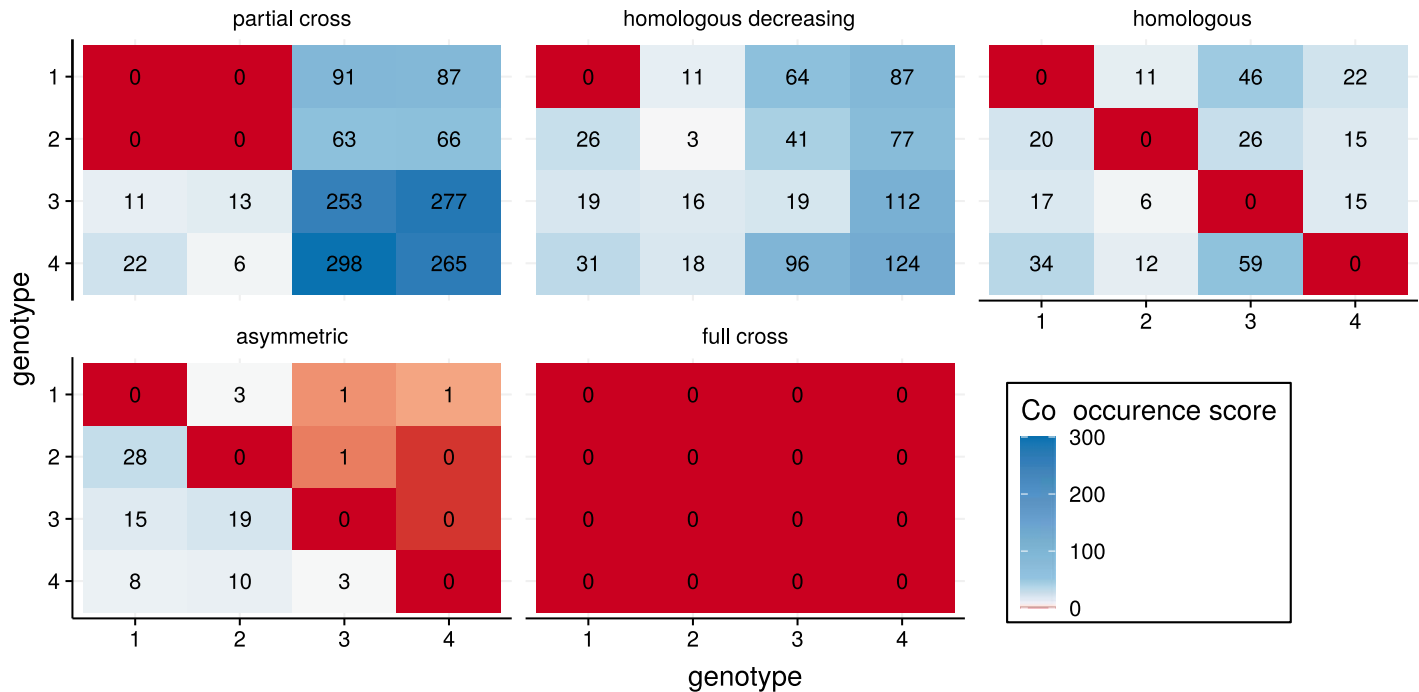 partial cross homologous decreasing homologous
1 0 0 91 87 0 11 64 87 0 11 46 22
2 0 0 63 66 26 3 41 77 20 0 26 15
3 11 13 253 277 19 16 19 112 17 6 0 15
4 22 6 298 265 31 18 96 124 34 12 59 0
1 2 3 4
genotype
asymmetric full cross
1 0 3 1 1 0 0 0 0
2 28 0 1 0 0 0 0 0
3 15 19 0 0 0 0 0 0
4 8 10 3 0 0 0 0 0
1 2 3 4 1 2 3 4
genotype
Co occurence score
300
200
100
0